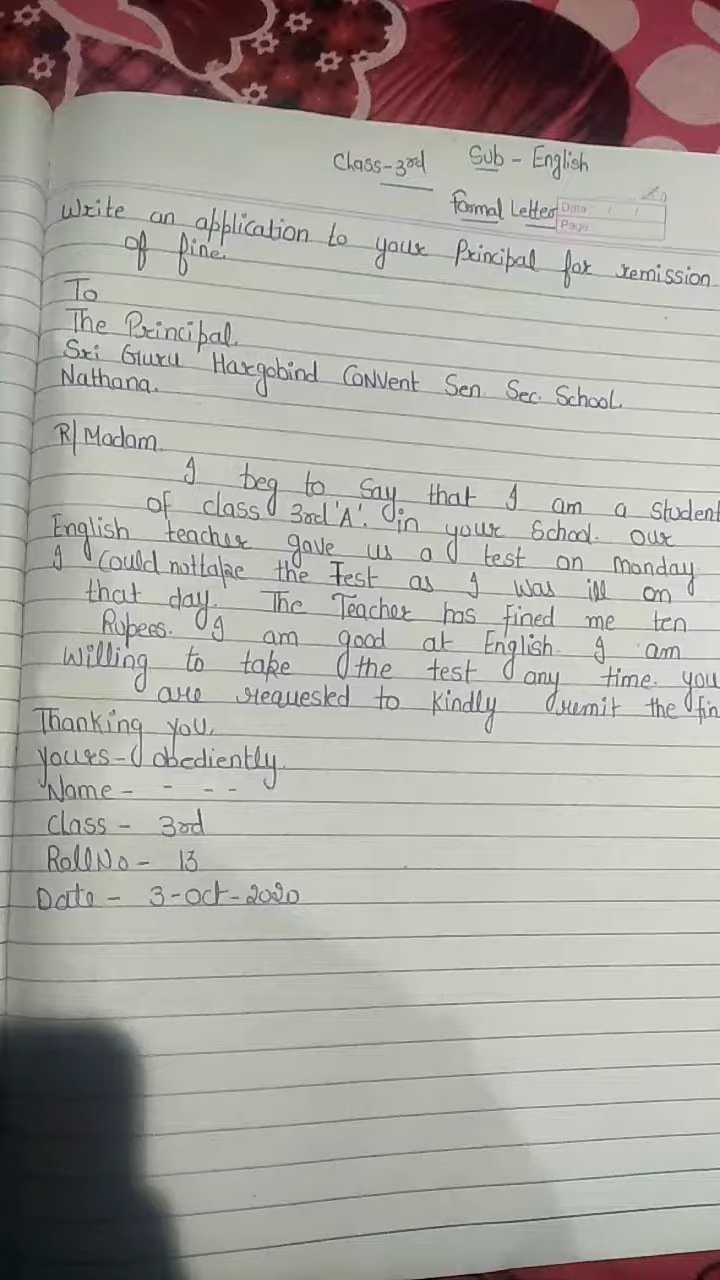 Class-3rd Sub - English
Formal Letter
Date / /
Page
Write an application to your Principal for remission
of fine.
To
The Principal.
Sri Guru Hargobind Convent Sen. Sec. School.
Nathana.
R/Madam.
I beg to say that I am a student
of class 3rd 'A'. in your School. our
English teacher gave us a test on monday
I Could not take the Test as I was ill on
that day. The Teacher has fined me ten
Rupees. I am good at English. I am
willing to take the test any time. you
are requested to kindly remit the fin
Thanking you,
yours - obediently.
Name - - - -
Class - 3rd
Roll No - 13
Date - 3-oct-2020